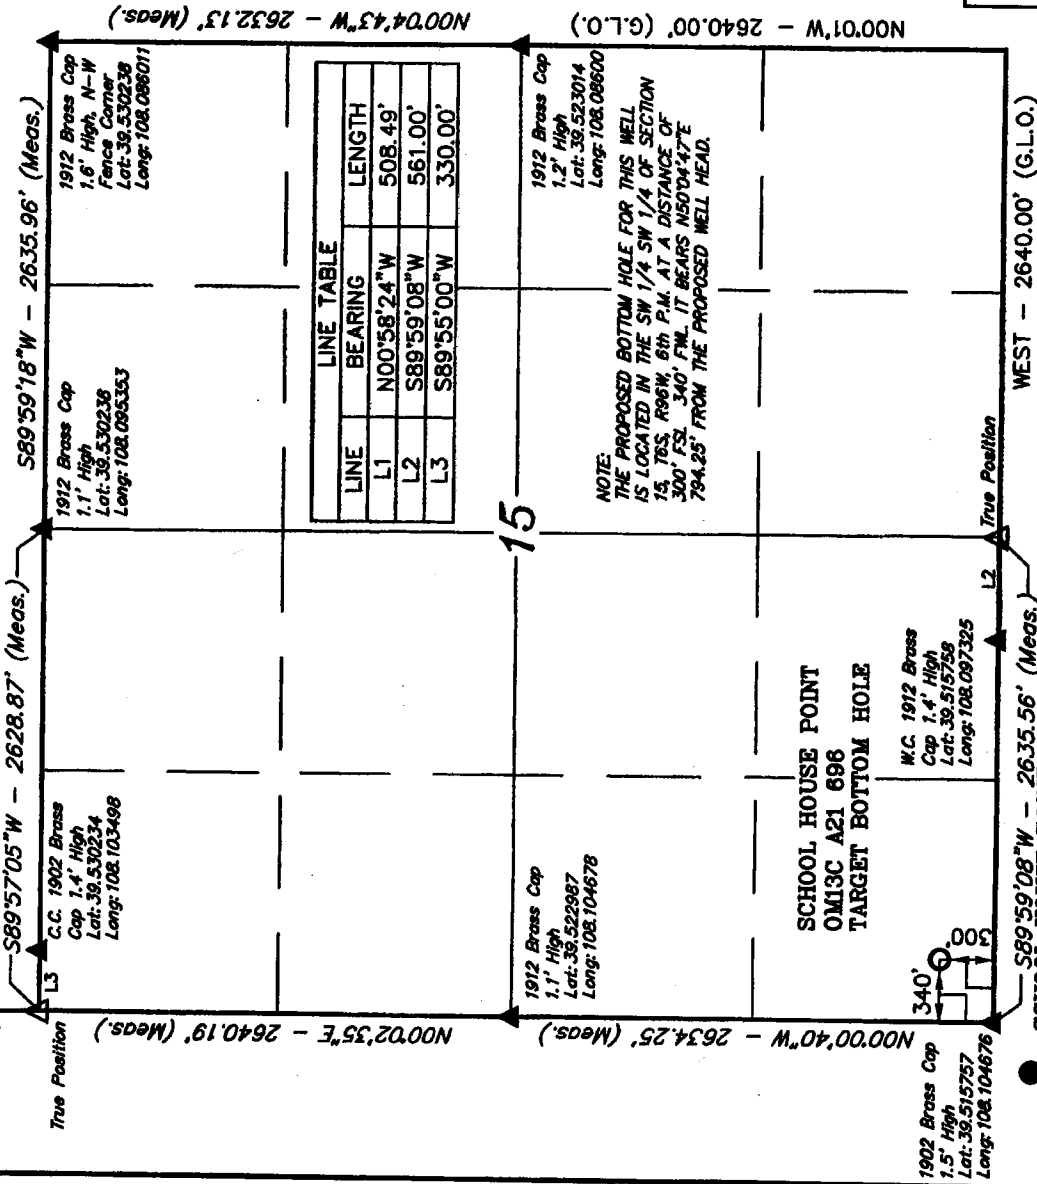 S89°57'05"W - 2628.87' (Meas.)
S89°59'18"W - 2635.96' (Meas.)
N00°04'43"W - 2632.13' (Meas.)
N00°01'W - 2640.00' (G.L.O.)
True Position
L3
C.C. 1902 Brass
Cap 1.4' High
Lat: 39.530234
Long: 108.103498
1912 Brass Cap
1.1' High
Lat: 39.530238
Long: 108.095353
1912 Brass Cap
1.6' High, N-W
Fence Corner
Lat: 39.530238
Long: 108.086011
LINE TABLE
LINE BEARING LENGTH
L1 N00°58'24"W 508.49'
L2 S89°59'08"W 561.00'
L3 S89°55'00"W 330.00'
N00°02'35"E - 2640.19' (Meas.)
1912 Brass Cap
1.1' High
Lat: 39.522987
Long: 108.104678
15
1912 Brass Cap
1.2' High
Lat: 39.523014
Long: 108.08600
NOTE:
THE PROPOSED BOTTOM HOLE FOR THIS WELL
IS LOCATED IN THE SW 1/4 SW 1/4 OF SECTION
15, T6S, R96W, 6th P.M. AT A DISTANCE OF
300' FSL 340' FWL. IT BEARS N50°04'47"E
794.25' FROM THE PROPOSED WELL HEAD.
N00°00'40"W - 2634.25' (Meas.)
SCHOOL HOUSE POINT
OM13C A21 696
TARGET BOTTOM HOLE
W.C. 1912 Brass
Cap 1.4' High
Lat: 39.515758
Long: 108.097325
340'
300'
L2
True Position
1902 Brass Cap
1.5' High
Lat: 39.515757
Long: 108.104676
S89°59'08"W - 2635.56' (Meas.)
WEST - 2640.00' (G.L.O.)